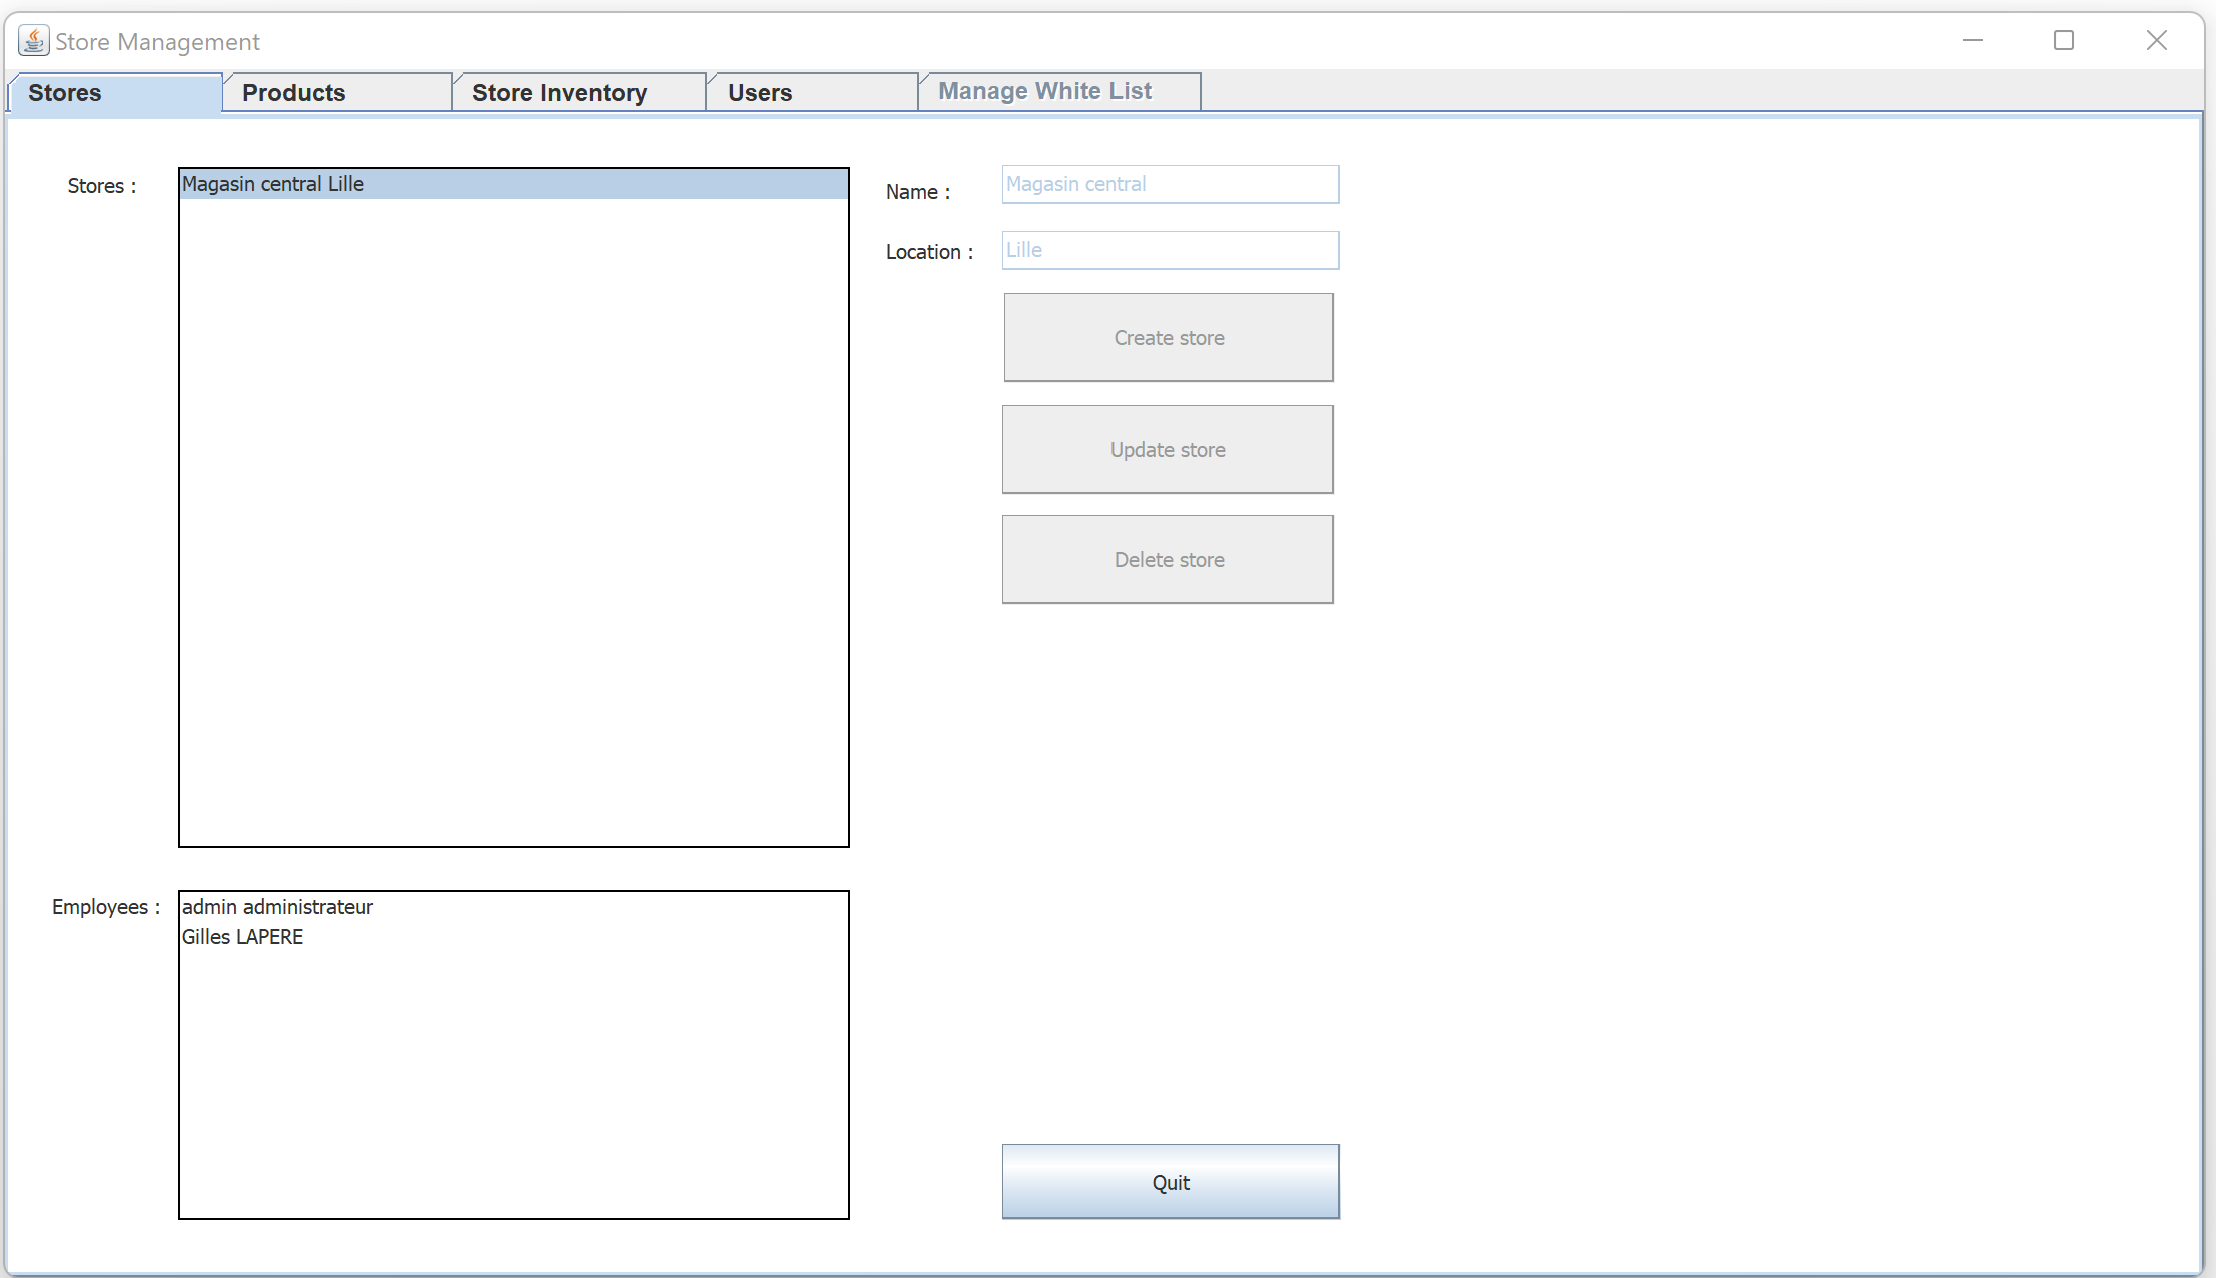 Store Management
Stores
Products
Store Inventory
Users
Manage White List
Stores :
Magasin central Lille
Name :
Magasin central
Location :
Lille
Create store
Update store
Delete store
Employees :
admin administrateur
Gilles LAPERE
Quit